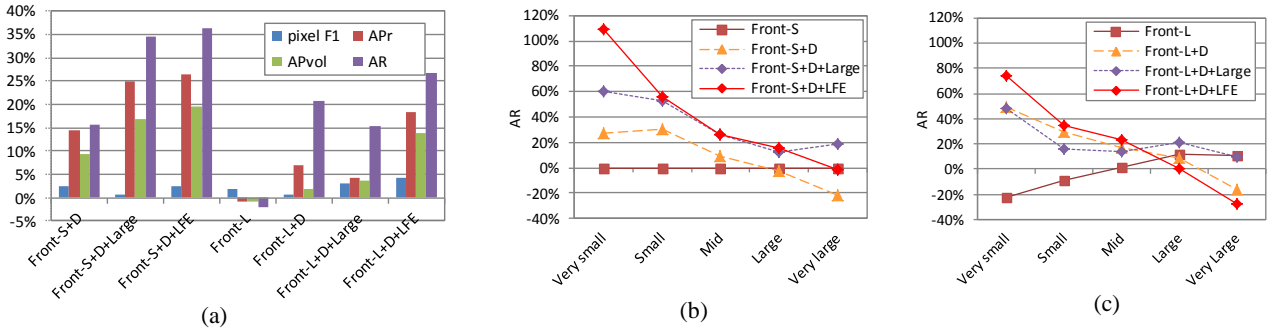 40%
35%
30%
25%
20%
15%
10%
5%
0%
-5%
pixel F1
APr
APvol
AR
Front-S+D
Front-S+D+Large
Front-S+D+LFE
Front-L
Front-L+D
Front-L+D+Large
Front-L+D+LFE
(a)
120%
100%
80%
60%
40%
20%
0%
-20%
-40%
AR
Front-S
Front-S+D
Front-S+D+Large
Front-S+D+LFE
Very small
Small
Mid
Large
Very large
(b)
120%
100%
80%
60%
40%
20%
0%
-20%
-40%
AR
Front-L
Front-L+D
Front-L+D+Large
Front-L+D+LFE
Very small
Small
Mid
Large
Very Large
(c)